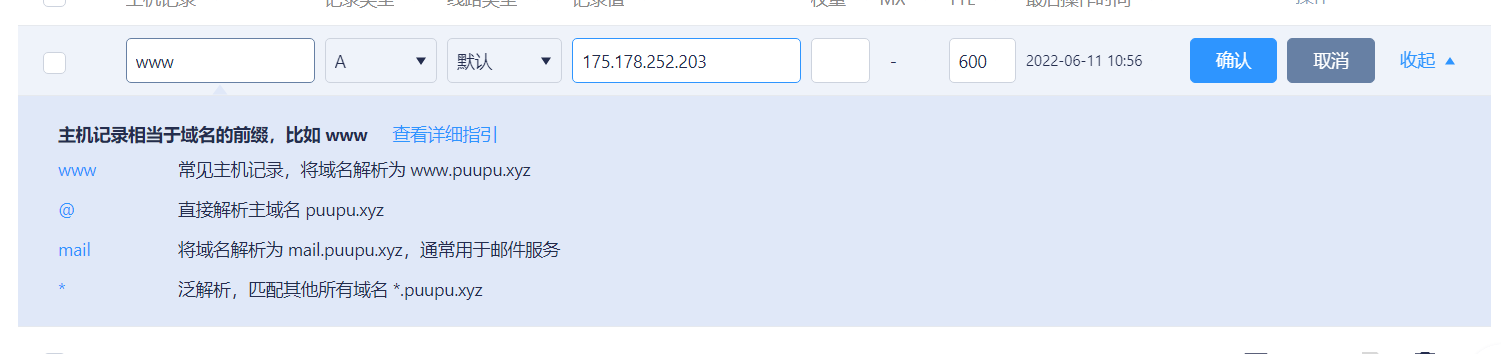 主机记录 记录类型 线路类型 记录值 权重 MX TTL 最后操作时间 操作
www A 默认 175.178.252.203 - 600 2022-06-11 10:56 确认 取消 收起
主机记录相当于域名的前缀，比如 www 查看详细指引
www 常见主机记录，将域名解析为 www.puupu.xyz
@ 直接解析主域名 puupu.xyz
mail 将域名解析为 mail.puupu.xyz，通常用于邮件服务
* 泛解析，匹配其他所有域名 *.puupu.xyz